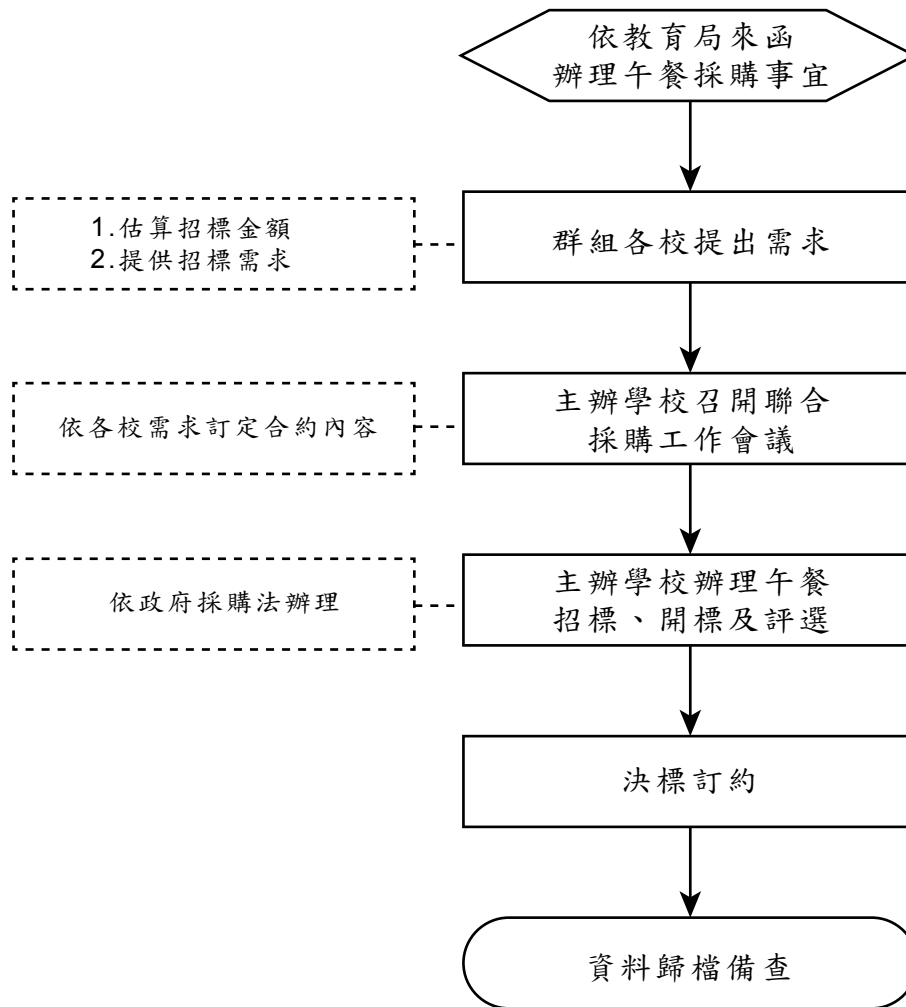 依教育局來函
辦理午餐採購事宜
1.估算招標金額
2.提供招標需求
群組各校提出需求
依各校需求訂定合約內容
主辦學校召開聯合
採購工作會議
依政府採購法辦理
主辦學校辦理午餐
招標、開標及評選
決標訂約
資料歸檔備查